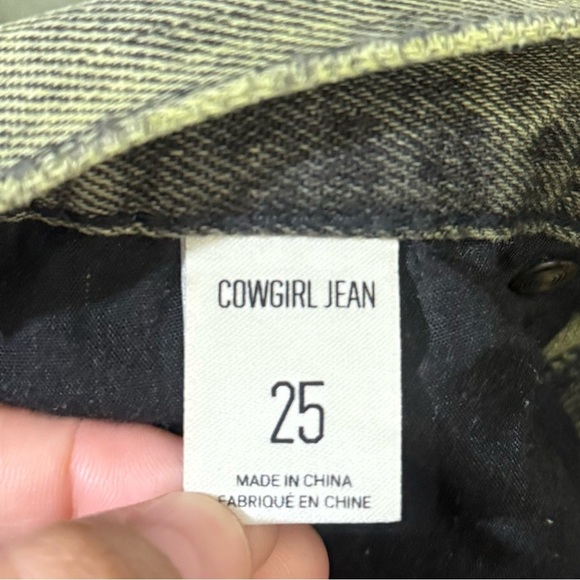 COWGIRL JEAN
25
MADE IN CHINA
FABRIQUÉ EN CHINE